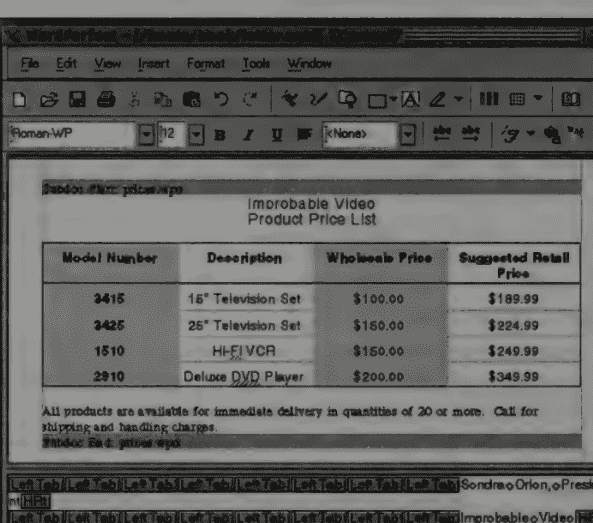 File Edit View Insert Format Tools Window
Roman-WP 12 B I U <None> abc abc
Improbable Video
Product Price List
Model Number Description Wholesale Price Suggested Retail Price
3415 15" Television Set $100.00 $189.99
3425 25" Television Set $150.00 $224.99
1510 Hi-Fi VCR $150.00 $249.99
2910 Deluxe DVD Player $200.00 $349.99
All products are available for immediate delivery in quantities of 20 or more. Call for
shipping and handling charges.
Left Tab Left Tab Left Tab Left Tab Left Tab Left Tab Left Tab Left Tab Sondra Orion, Presi
nt HRt
Left Tab Left Tab Left Tab Left Tab Left Tab Left Tab Left Tab Left Tab Improbable Video